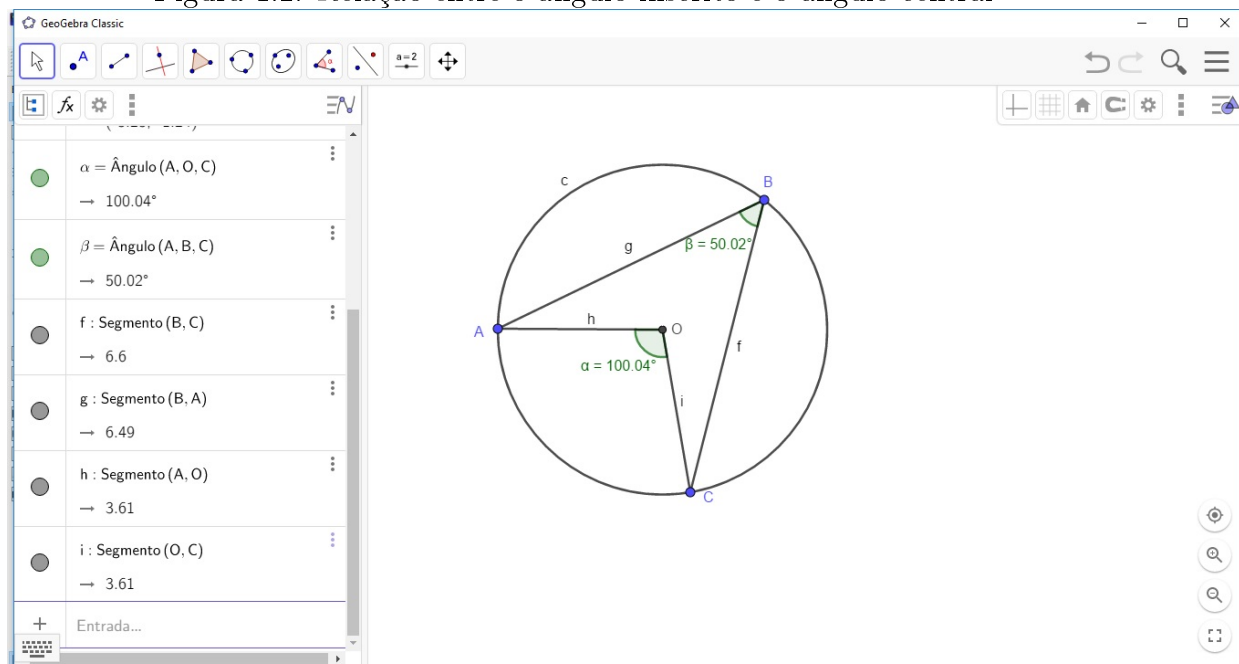 GeoGebra Classic
A
a=2
fx
α = Ângulo (A, O, C)
→ 100.04°
β = Ângulo (A, B, C)
→ 50.02°
f : Segmento (B, C)
→ 6.6
g : Segmento (B, A)
→ 6.49
h : Segmento (A, O)
→ 3.61
i : Segmento (O, C)
→ 3.61
+ Entrada...
c
B
β = 50.02°
g
A
h
O
α = 100.04°
f
i
C